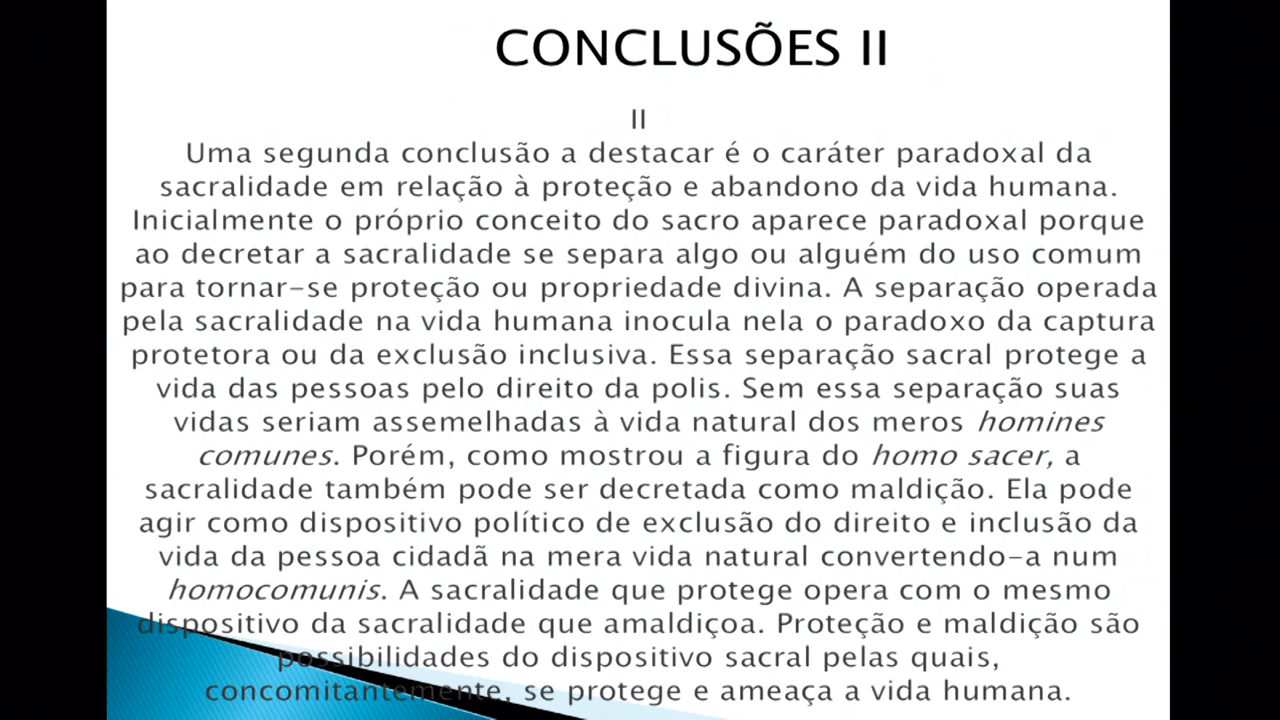 CONCLUSÕES II
II
Uma segunda conclusão a destacar é o caráter paradoxal da
sacralidade em relação à proteção e abandono da vida humana.
Inicialmente o próprio conceito do sacro aparece paradoxal porque
ao decretar a sacralidade se separa algo ou alguém do uso comum
para tornar-se proteção ou propriedade divina. A separação operada
pela sacralidade na vida humana inocula nela o paradoxo da captura
protetora ou da exclusão inclusiva. Essa separação sacral protege a
vida das pessoas pelo direito da polis. Sem essa separação suas
vidas seriam assemelhadas à vida natural dos meros homines
comunes. Porém, como mostrou a figura do homo sacer, a
sacralidade também pode ser decretada como maldição. Ela pode
agir como dispositivo político de exclusão do direito e inclusão da
vida da pessoa cidadã na mera vida natural convertendo-a num
homocomunis. A sacralidade que protege opera com o mesmo
dispositivo da sacralidade que amaldiçoa. Proteção e maldição são
possibilidades do dispositivo sacral pelas quais,
concomitantemente, se protege e ameaça a vida humana.